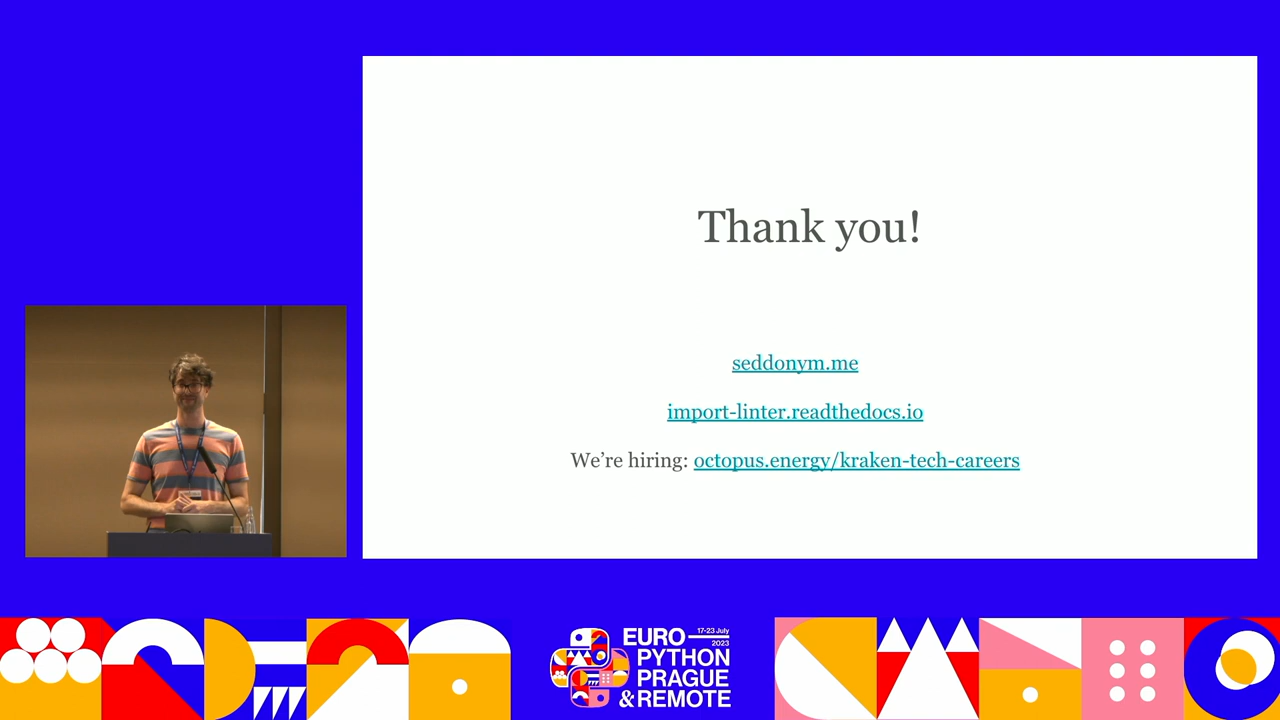 Thank you!
seddonym.me
import-linter.readthedocs.io
We’re hiring: octopus.energy/kraken-tech-careers
EURO 17-23 July 2023
PYTHON
PRAGUE
& REMOTE